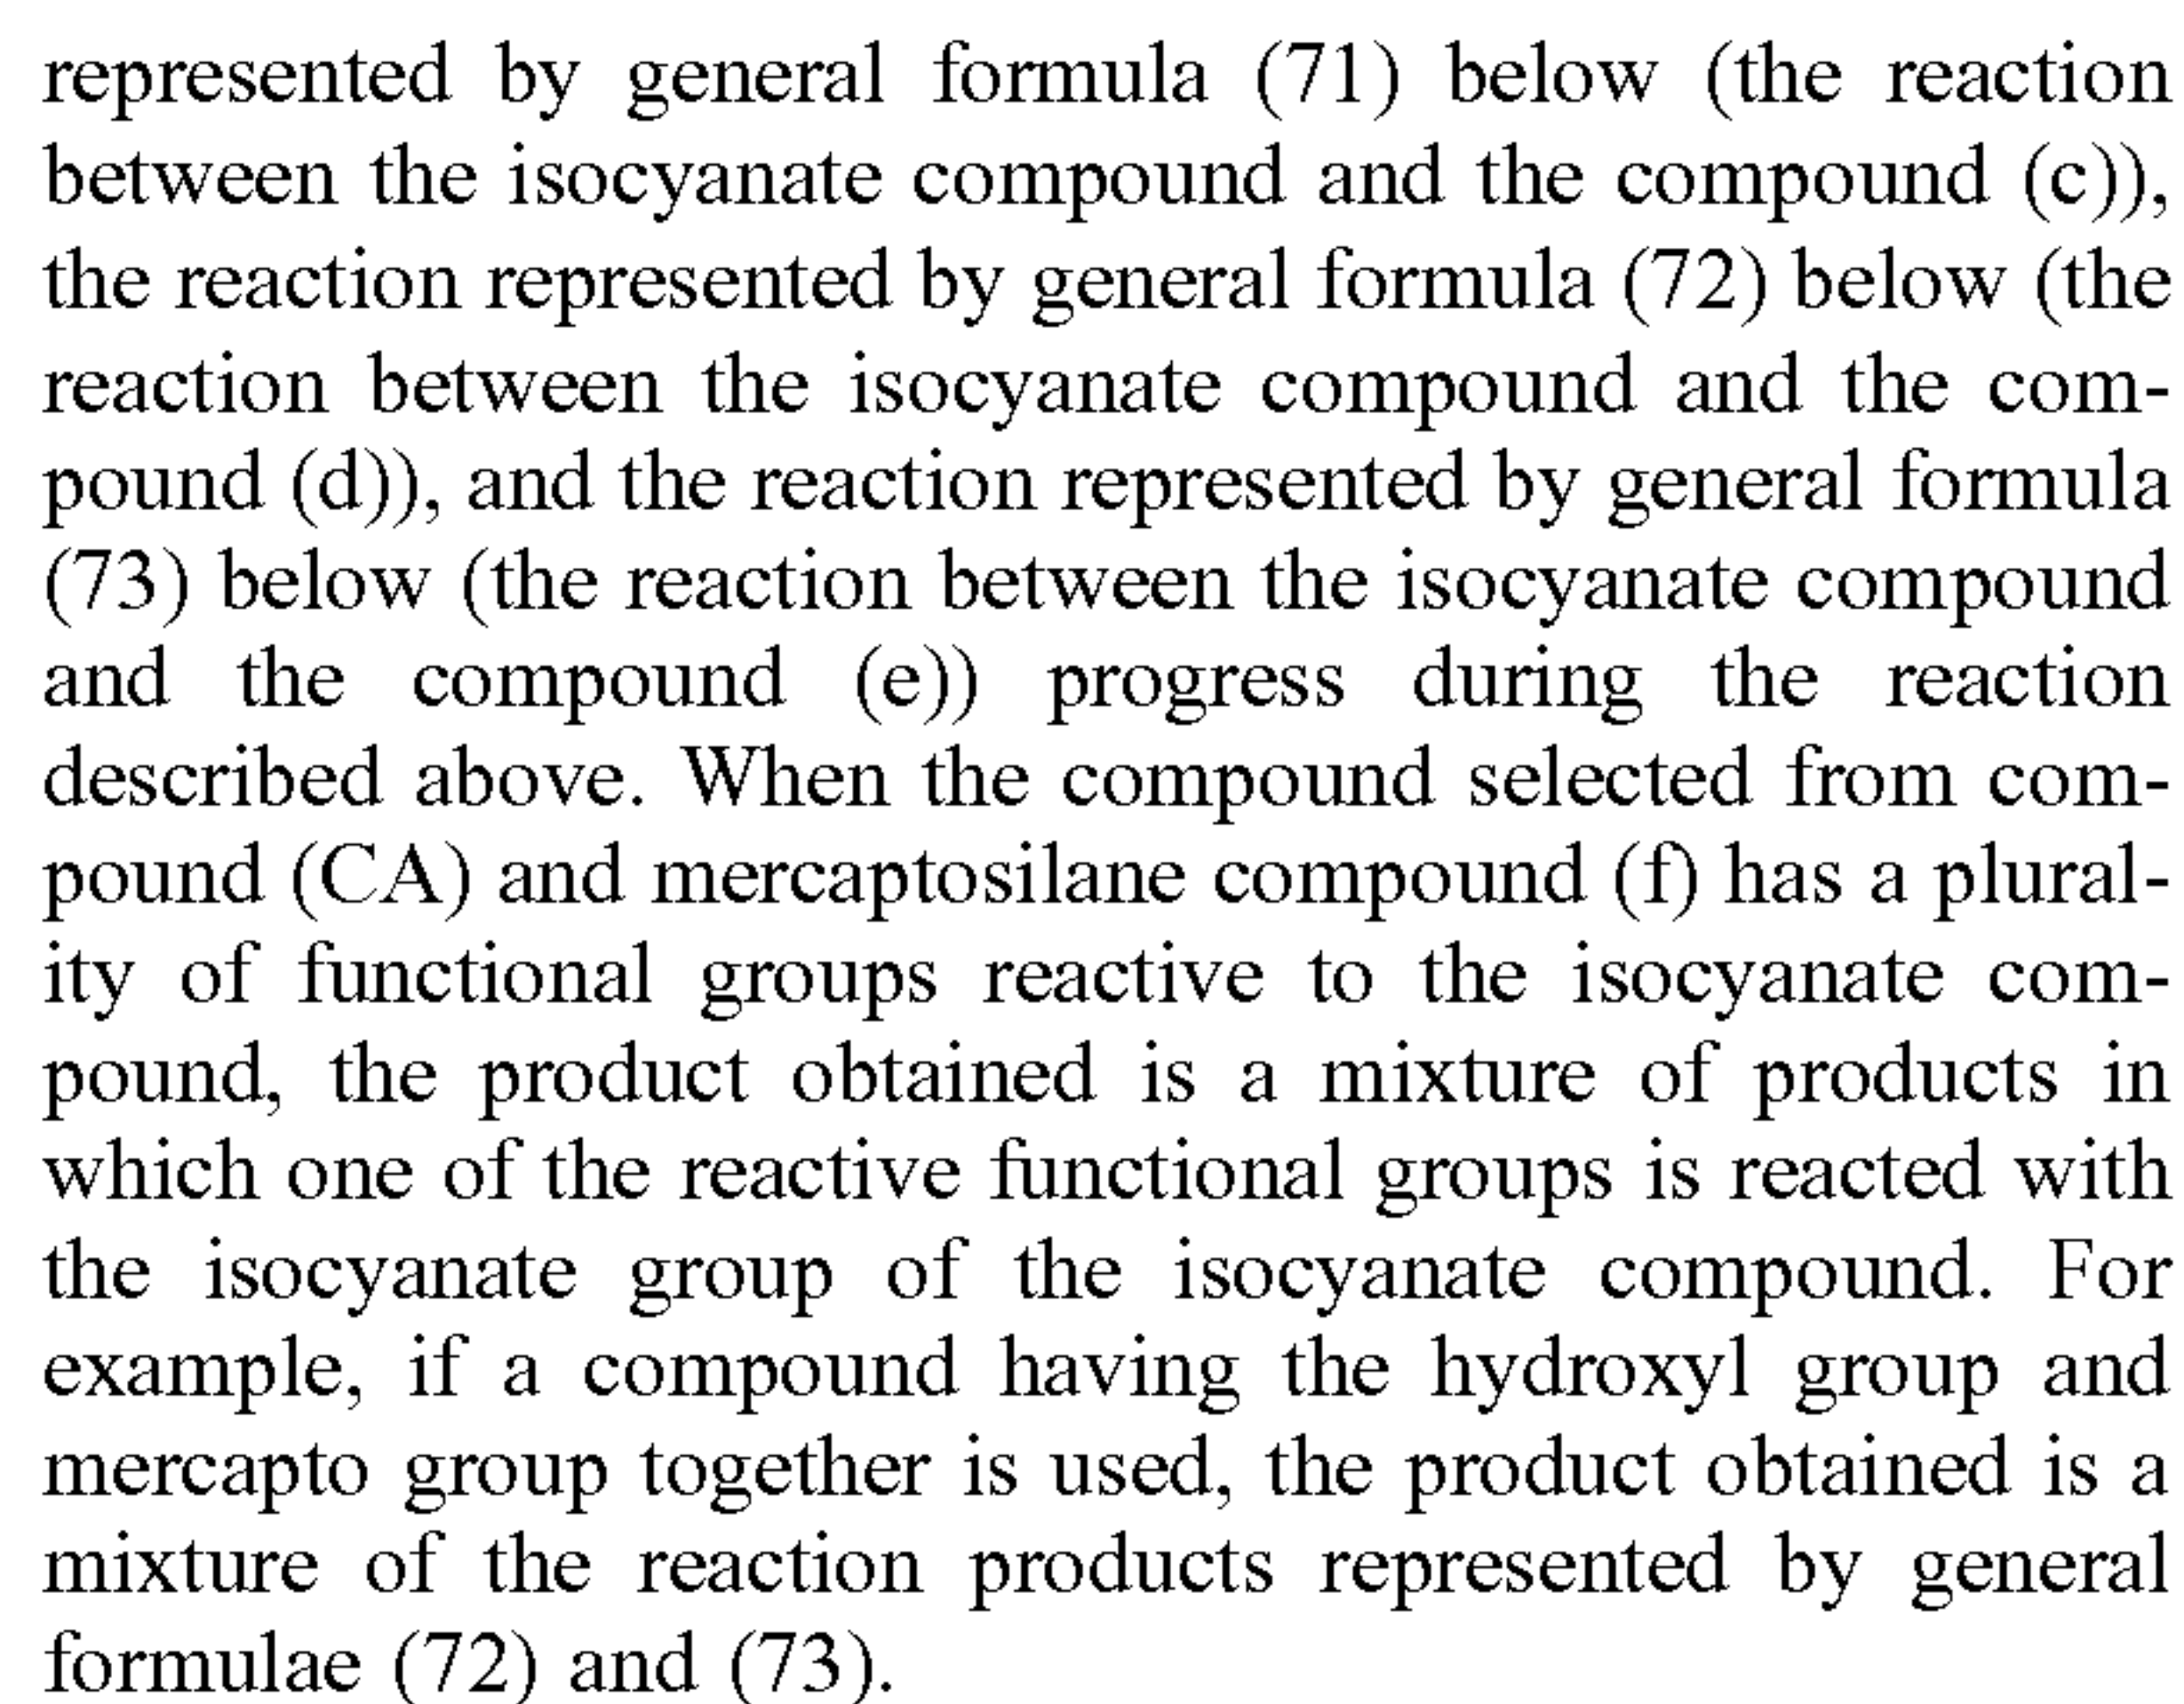 represented by general formula (71) below (the reaction
between the isocyanate compound and the compound (c)),
the reaction represented by general formula (72) below (the
reaction between the isocyanate compound and the com-
pound (d)), and the reaction represented by general formula
(73) below (the reaction between the isocyanate compound
and the compound (e)) progress during the reaction
described above. When the compound selected from com-
pound (CA) and mercaptosilane compound (f) has a plural-
ity of functional groups reactive to the isocyanate com-
pound, the product obtained is a mixture of products in
which one of the reactive functional groups is reacted with
the isocyanate group of the isocyanate compound. For
example, if a compound having the hydroxyl group and
mercapto group together is used, the product obtained is a
mixture of the reaction products represented by general
formulae (72) and (73).